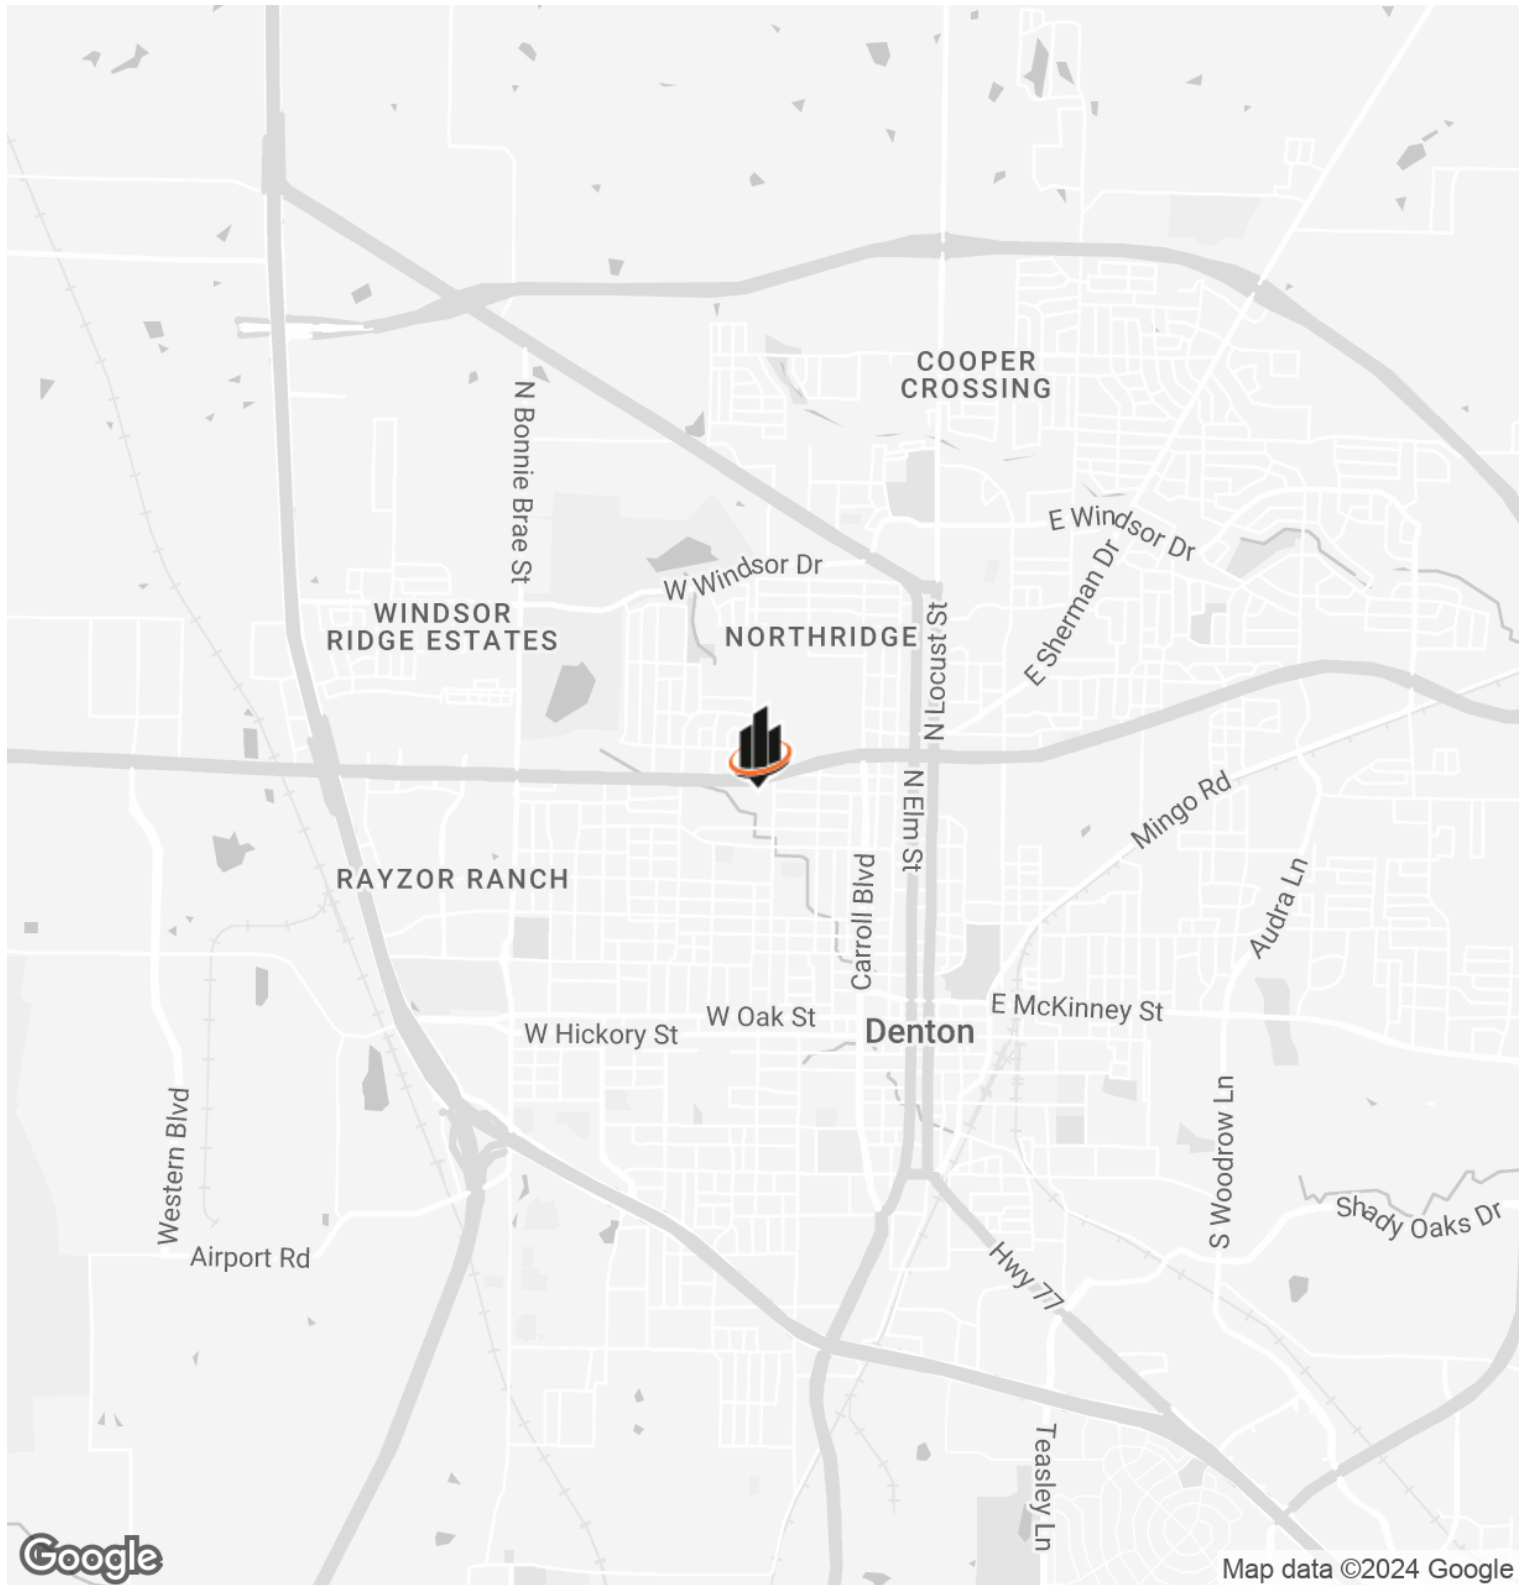 COOPER
CROSSING
N Bonnie Brae St
E Windsor Dr
W Windsor Dr
E Sherman Dr
WINDSOR
RIDGE ESTATES
NORTHRIDGE
N Locust St
N Elm St
Mingo Rd
RAYZOR RANCH
Carroll Blvd
Audra Ln
E McKinney St
W Oak St
W Hickory St
Denton
Western Blvd
S Woodrow Ln
Shady Oaks Dr
Airport Rd
Hwy 77
Teasley Ln
Google
Map data ©2024 Google